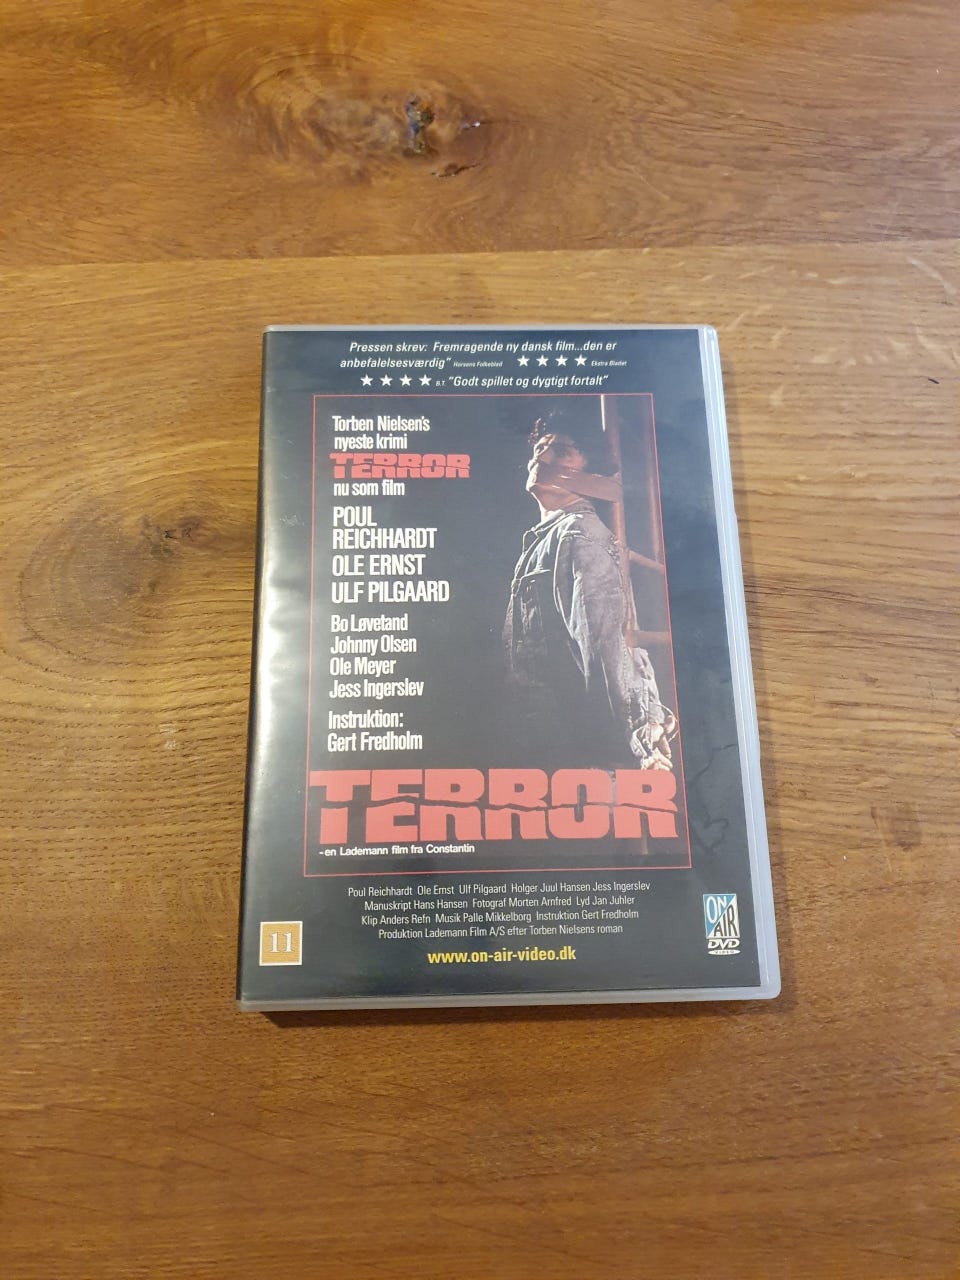 Pressen skrev: Fremragende ny dansk film...den er
anbefalelsesværdig" Horsens Folkeblad ★ ★ ★ ★ Ekstra Bladet
★ ★ ★ ★ B.T. "Godt spillet og dygtigt fortalt"
Torben Nielsen's
nyeste krimi
TERROR
nu som film
POUL
REICHHARDT
OLE ERNST
ULF PILGAARD
Bo Løvetand
Johnny Olsen
Ole Meyer
Jess Ingerslev
Instruktion:
Gert Fredholm
TERROR
-en Lademann film fra Constantin
Poul Reichhardt Ole Ernst Ulf Pilgaard Holger Juul Hansen Jess Ingerslev
Manuskript Hans Hansen Fotograf Morten Arnfred Lyd Jan Juhler
Klip Anders Refn Musik Palle Mikkelborg Instruktion Gert Fredholm
Produktion Lademann Film A/S efter Torben Nielsens roman
www.on-air-video.dk
11
ON
AIR
DVD
VIDEO